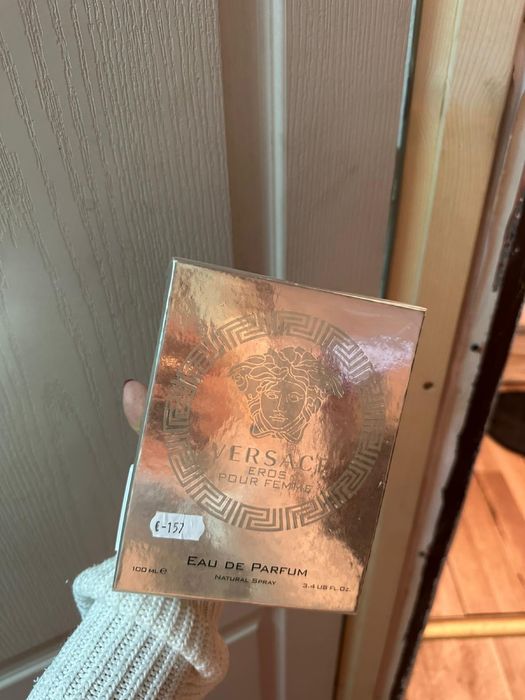 VERSACE
EROS
POUR FEMME
€-157
EAU DE PARFUM
100 ML e
NATURAL SPRAY
3.4 US FL.OZ.